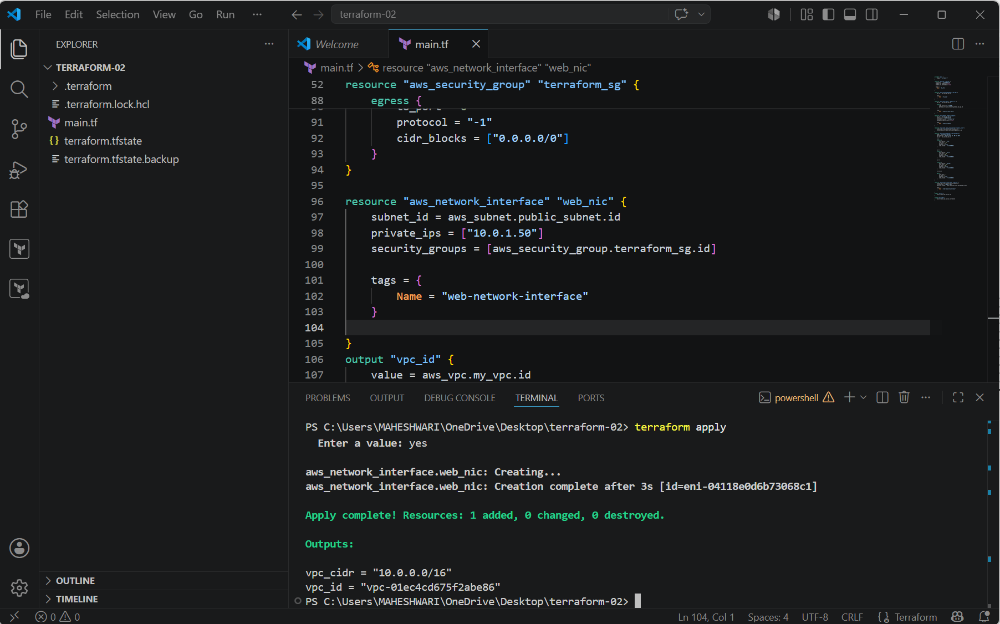 File Edit Selection View Go Run ··· terraform-02
EXPLORER ···
TERRAFORM-02
.terraform
.terraform.lock.hcl
main.tf
{} terraform.tfstate
terraform.tfstate.backup
OUTLINE
TIMELINE
Welcome main.tf
main.tf > resource "aws_network_interface" "web_nic"
52 resource "aws_security_group" "terraform_sg" {
88 egress {
91 protocol = "-1"
92 cidr_blocks = ["0.0.0.0/0"]
93 }
94 }
95
96 resource "aws_network_interface" "web_nic" {
97 subnet_id = aws_subnet.public_subnet.id
98 private_ips = ["10.0.1.50"]
99 security_groups = [aws_security_group.terraform_sg.id]
100
101 tags = {
102 Name = "web-network-interface"
103 }
104
105 }
106 output "vpc_id" {
107 value = aws_vpc.my_vpc.id
PROBLEMS OUTPUT DEBUG CONSOLE TERMINAL PORTS powershell
PS C:\Users\MAHESHWARI\OneDrive\Desktop\terraform-02> terraform apply
Enter a value: yes
aws_network_interface.web_nic: Creating...
aws_network_interface.web_nic: Creation complete after 3s [id=eni-04118e0d6b73068c1]
Apply complete! Resources: 1 added, 0 changed, 0 destroyed.
Outputs:
vpc_cidr = "10.0.0.0/16"
vpc_id = "vpc-01ec4cd675f2abe86"
PS C:\Users\MAHESHWARI\OneDrive\Desktop\terraform-02>
0 0 Ln 104, Col 1 Spaces: 4 UTF-8 CRLF {} Terraform